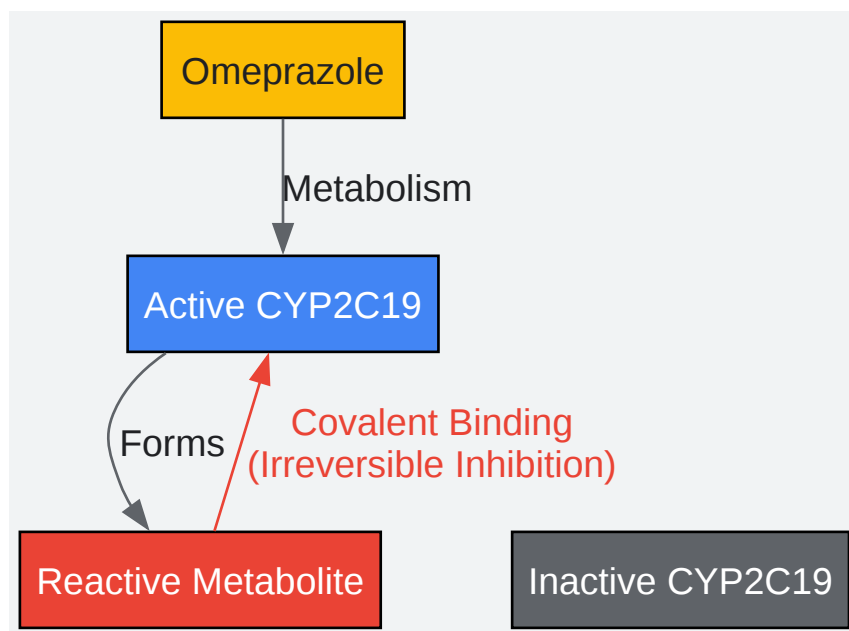 Omeprazole
Metabolism
Active CYP2C19
Forms
Covalent Binding
(Irreversible Inhibition)
Reactive Metabolite
Inactive CYP2C19